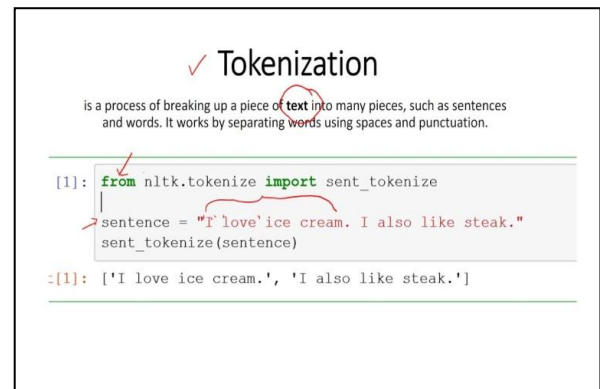 Tokenization
is a process of breaking up a piece of text into many pieces, such as sentences
and words. It works by separating words using spaces and punctuation.
[1]: from nltk.tokenize import sent_tokenize
sentence = "I love ice cream. I also like steak."
sent_tokenize(sentence)
t[1]: ['I love ice cream.', 'I also like steak.']